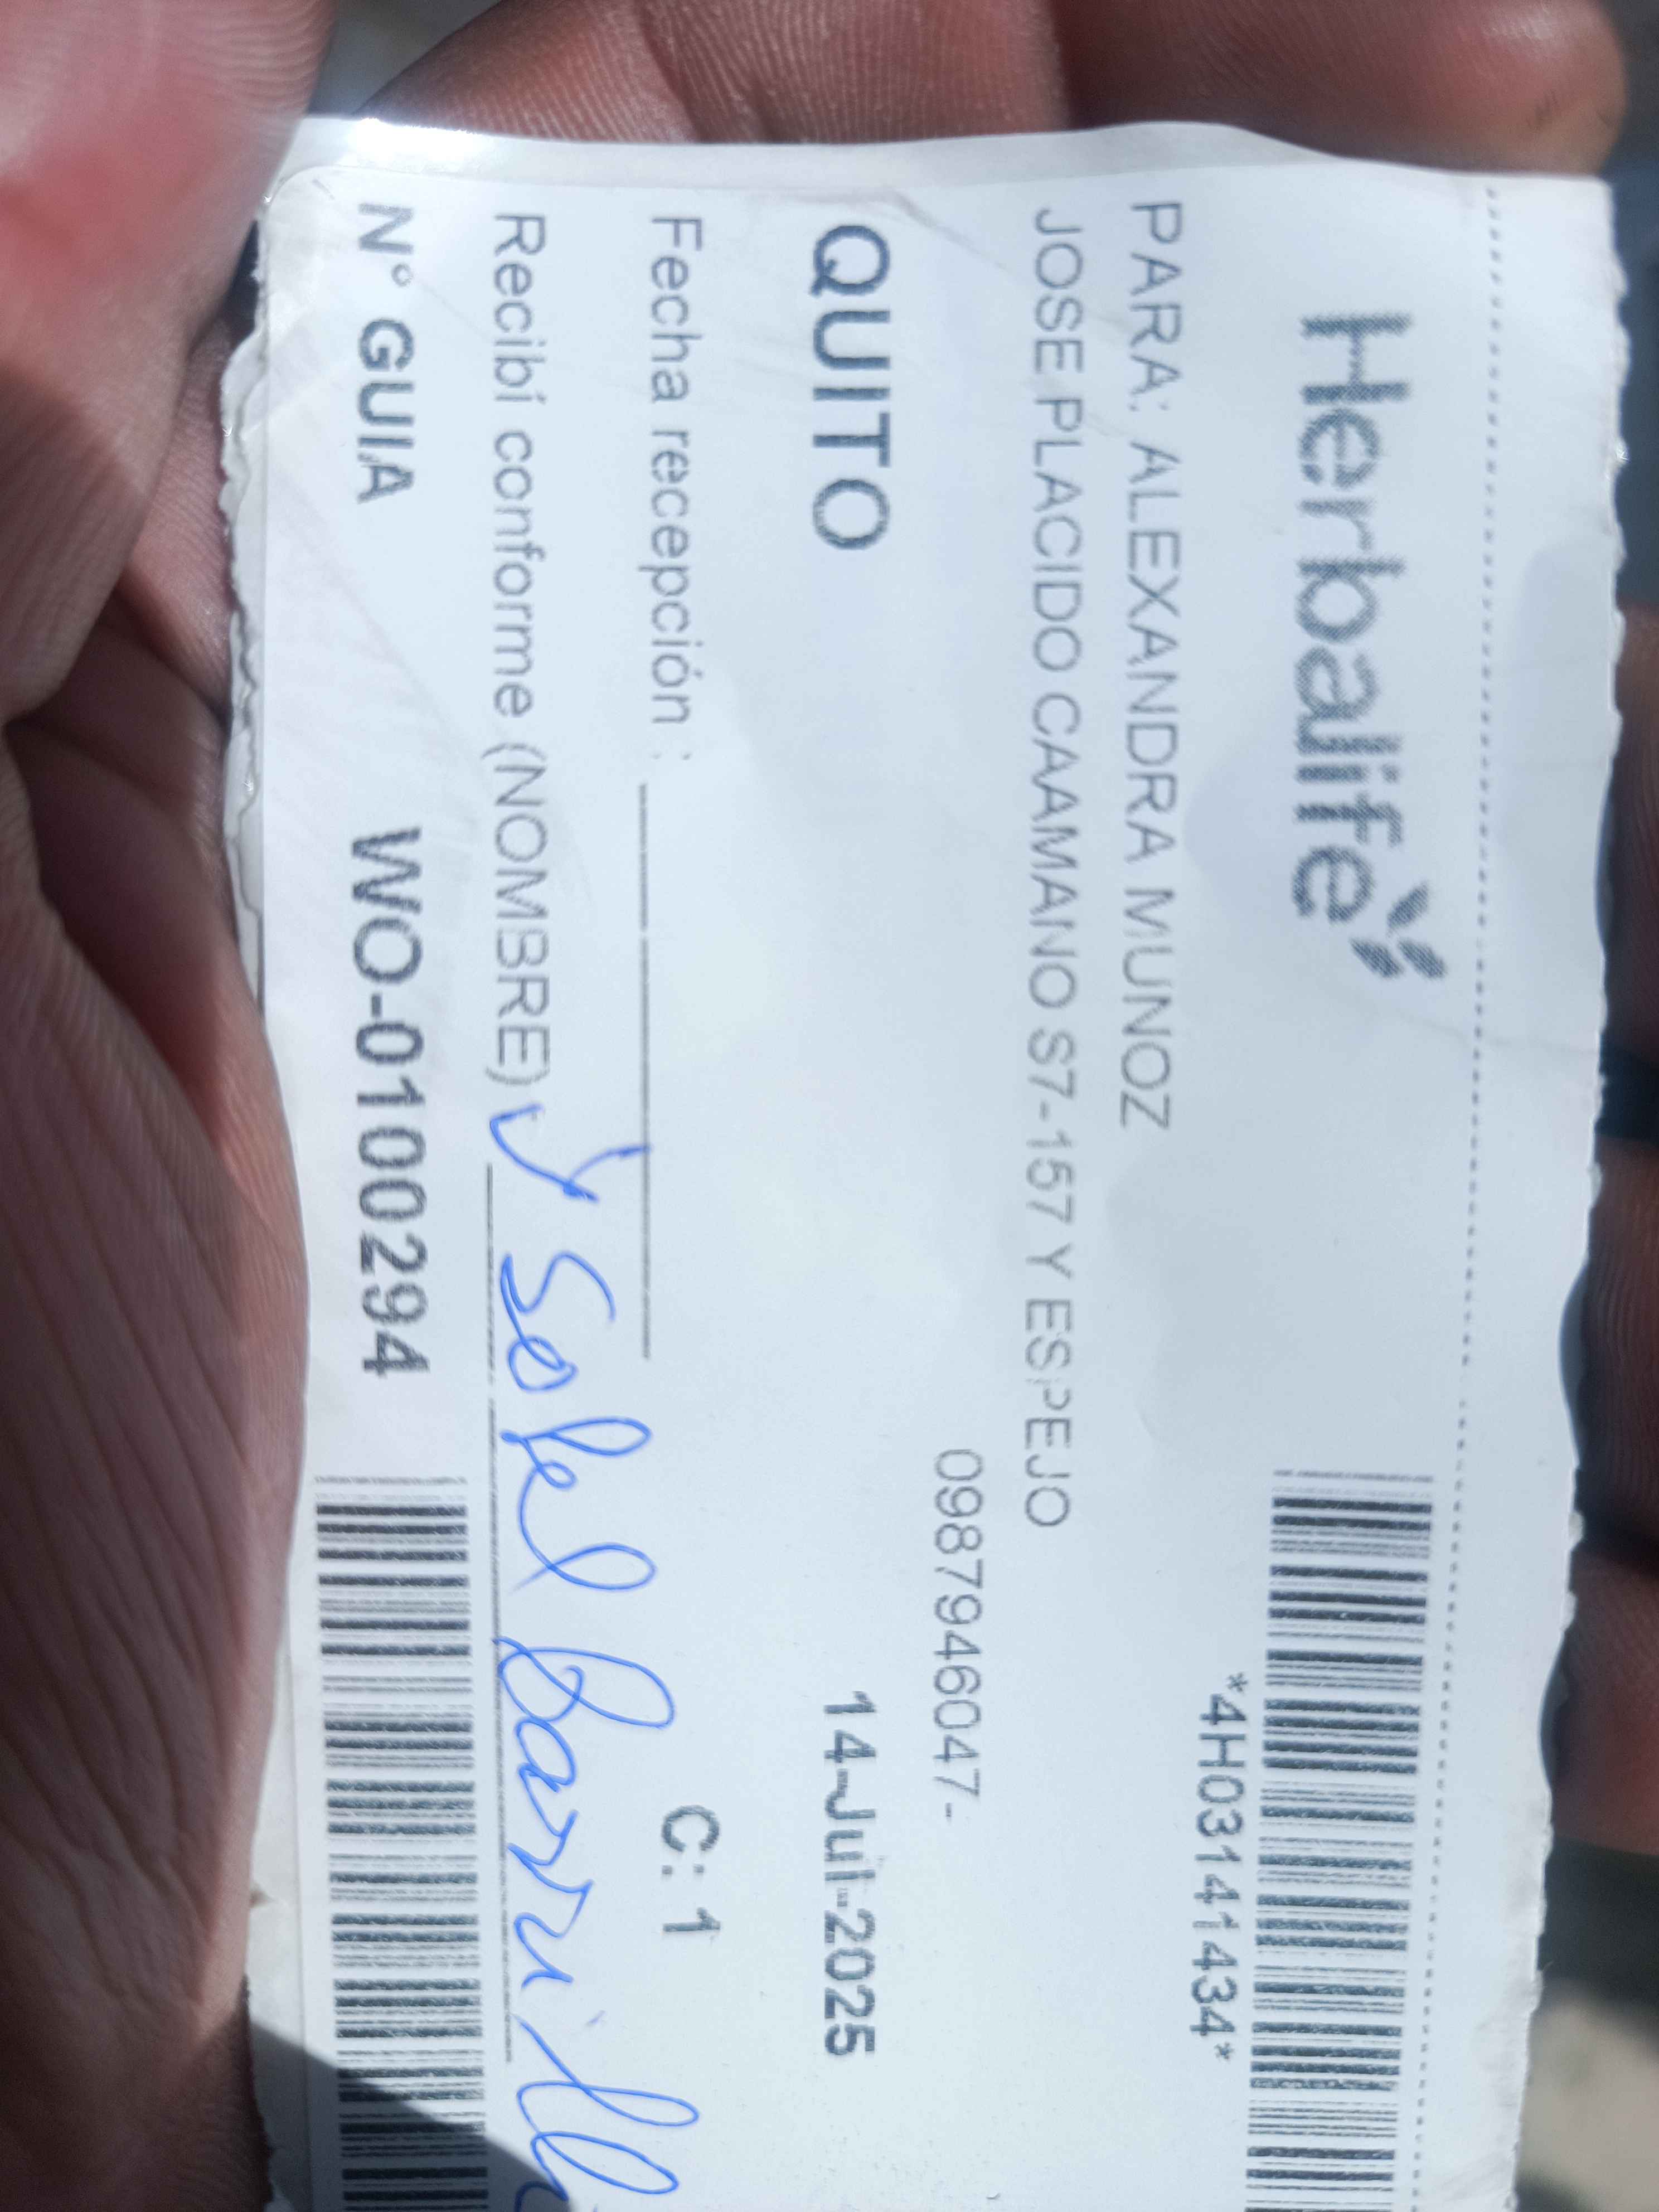 Herbalife
*4H03141434*
PARA: ALEXANDRA MUNOZ
JOSE PLACIDO CAAMANO S7-157 Y ESPEJO
0987946047-
QUITO 14-Jul-2025
Fecha recepción : C: 1
Recibí conforme (NOMBRE)
N° GUIA WO-0100294